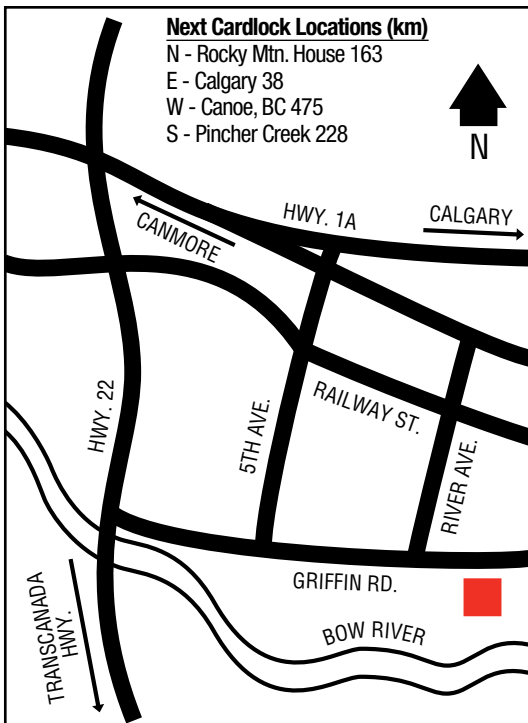 Next Cardlock Locations (km)
N - Rocky Mtn. House 163
E - Calgary 38
W - Canoe, BC 475
S - Pincher Creek 228
N
HWY. 1A
CALGARY
CANMORE
HWY. 22
5TH AVE.
RAILWAY ST.
RIVER AVE.
GRIFFIN RD.
BOW RIVER
TRANSCANADA
HWY.